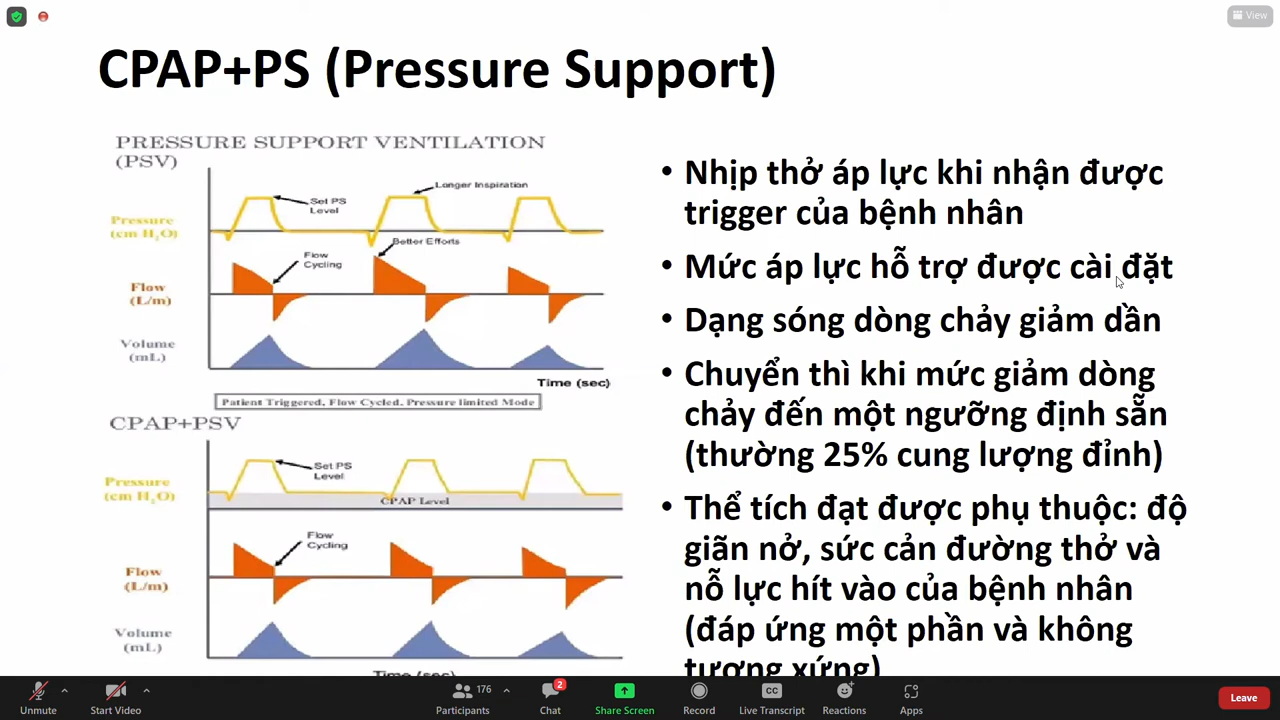 View
CPAP+PS (Pressure Support)
PRESSURE SUPPORT VENTILATION
(PSV)
Longer Inspiration
Set PS
Level
Pressure
(cm H₂O)
Better Efforts
Flow
Cycling
Flow
(L/m)
Volume
(mL)
Time (sec)
Patient Triggered, Flow Cycled, Pressure limited Mode
CPAP+PSV
Set PS
Level
Pressure
(cm H₂O)
CPAP Level
Flow
Cycling
Flow
(L/m)
Volume
(mL)
Time (sec)
• Nhịp thở áp lực khi nhận được
trigger của bệnh nhân
• Mức áp lực hỗ trợ được cài đặt
• Dạng sóng dòng chảy giảm dần
• Chuyển thì khi mức giảm dòng
chảy đến một ngưỡng định sẵn
(thường 25% cung lượng đỉnh)
• Thể tích đạt được phụ thuộc: độ
giãn nở, sức cản đường thở và
nỗ lực hít vào của bệnh nhân
(đáp ứng một phần và không
tương xứng)
Unmute
Start Video
176
Participants
2
Chat
Share Screen
Record
CC
Live Transcript
Reactions
Apps
Leave